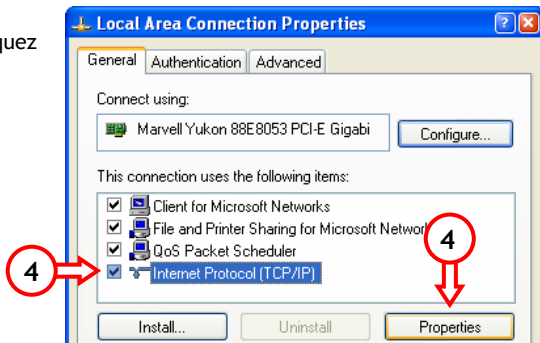 Local Area Connection Properties
General Authentication Advanced
Connect using:
Marvell Yukon 88E8053 PCI-E Gigabi
Configure...
This connection uses the following items:
Client for Microsoft Networks
File and Printer Sharing for Microsoft
QoS Packet Scheduler
4
4 Internet Protocol (TCP/IP)
Install... Uninstall Properties